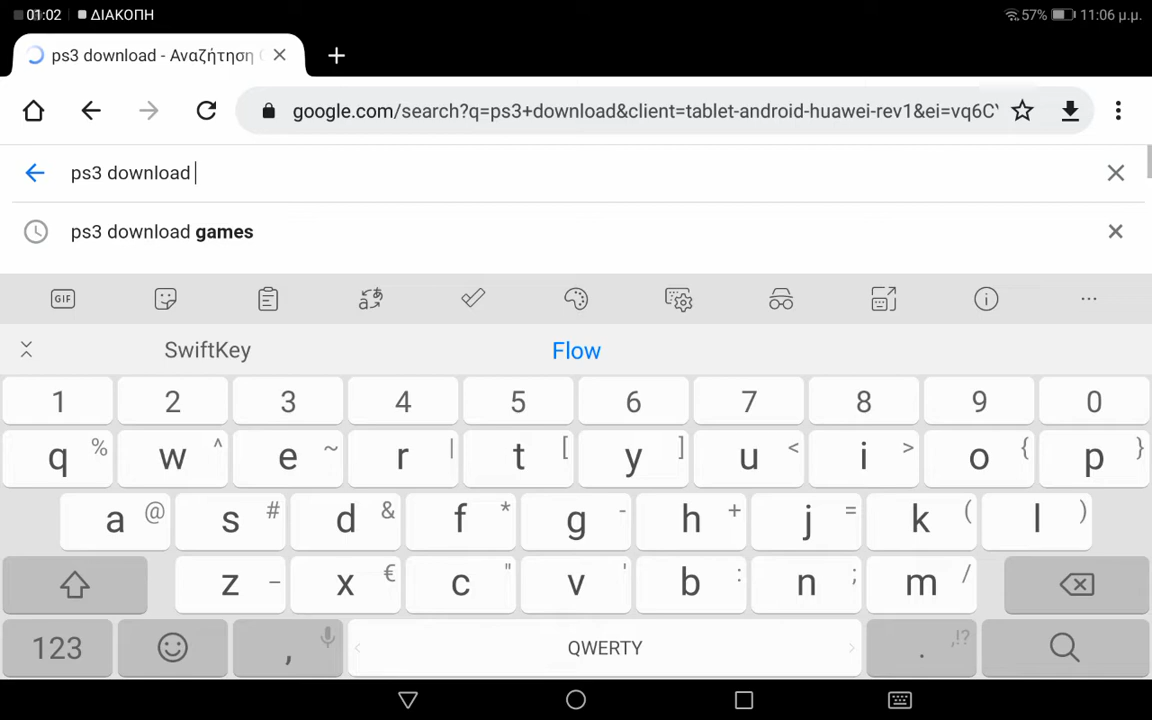 01:02 ΔΙΑΚΟΠΗ 57% 11:06 μ.μ.
ps3 download - Αναζήτηση
google.com/search?q=ps3+download&client=tablet-android-huawei-rev1&ei=vq6C
ps3 download
ps3 download games
GIF
SwiftKey Flow
1 2 3 4 5 6 7 8 9 0
q % w ^ e ~ r | t [ y ] u < i > o { p }
a @ s # d & f * g - h + j = k ( l )
z _ x € c " v ' b : n ; m /
123 , QWERTY . ,!?